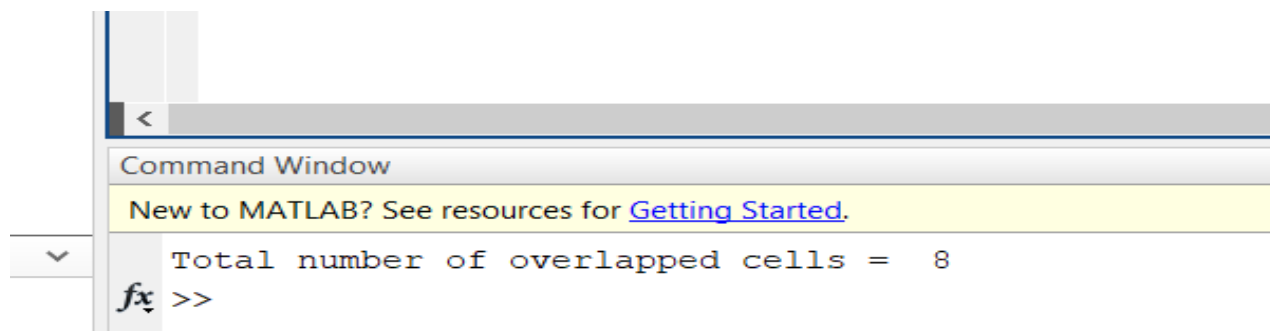 Command Window
New to MATLAB? See resources for Getting Started.
Total number of overlapped cells =  8
fx >>